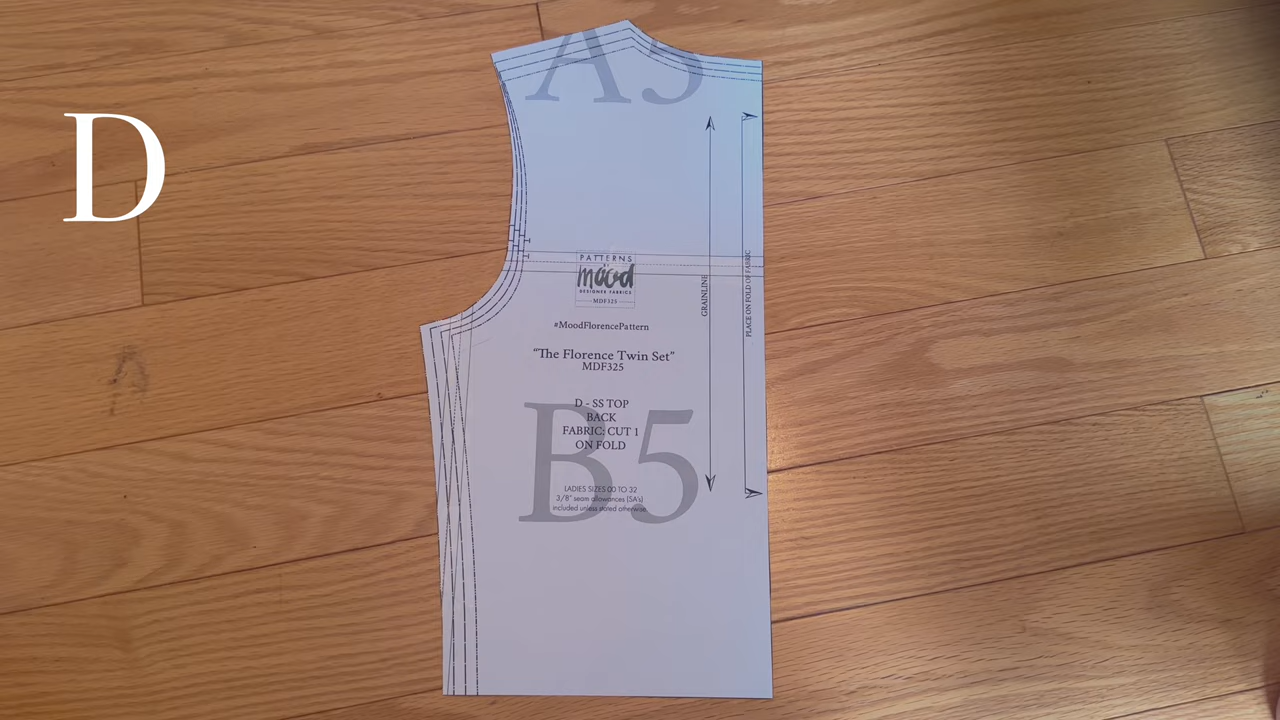 D
A5
PATTERNS
BY
mood
DESIGNER FABRICS
MDF325
GRAINLINE
PLACE ON FOLD OF FABRIC
#MoodFlorencePattern
“The Florence Twin Set”
MDF325
D - SS TOP
BACK
FABRIC: CUT 1
ON FOLD
B5
LADIES SIZES 00 TO 32
3/8" seam allowances (SA's)
included unless noted otherwise.